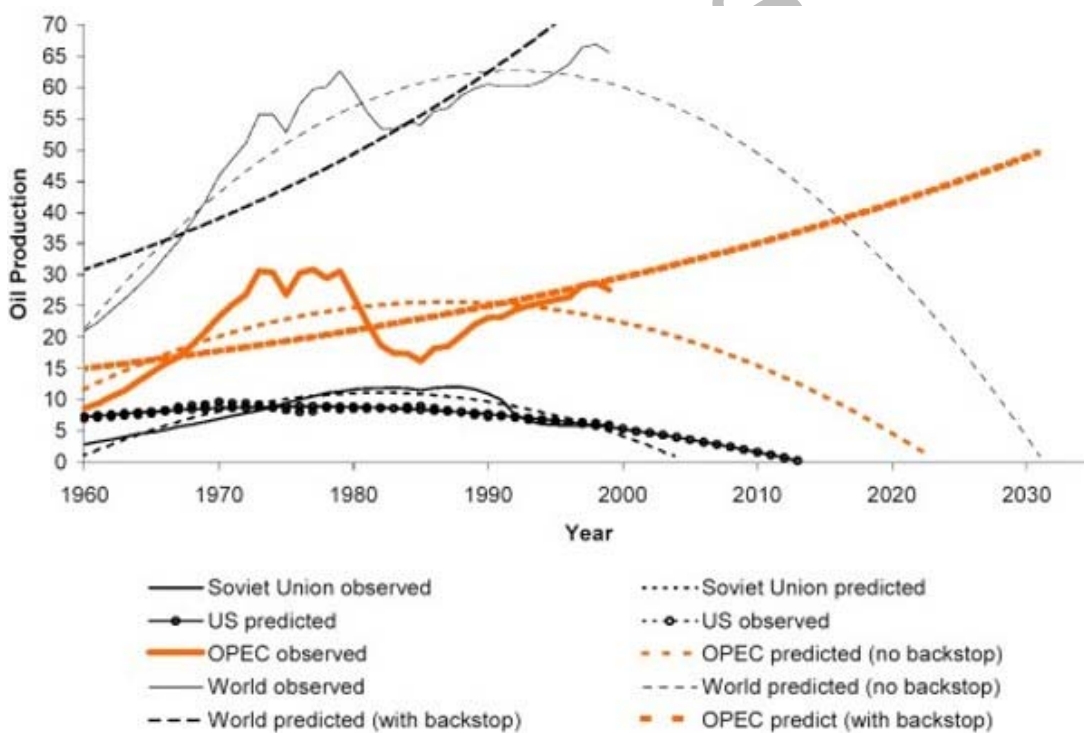 70
65
60
55
50
45
40
35
30
25
20
15
10
5
0
Oil Production
1960 1970 1980 1990 2000 2010 2020 2030
Year
Soviet Union observed
Soviet Union predicted
US predicted
US observed
OPEC observed
OPEC predicted (no backstop)
World observed
World predicted (no backstop)
World predicted (with backstop)
OPEC predict (with backstop)